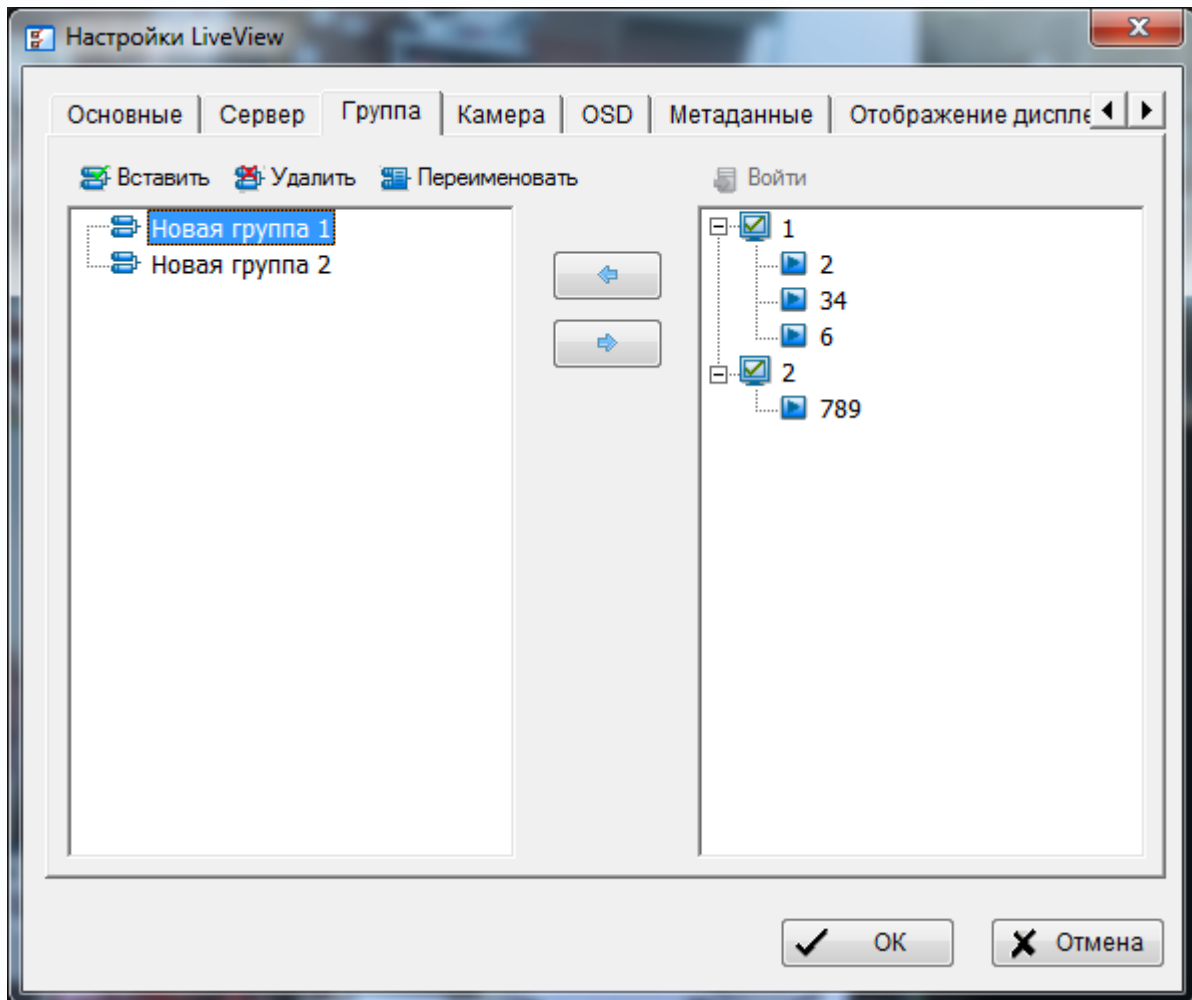 Настройки LiveView
Основные Сервер Группа Камера OSD Метаданные Отображение диспле
Вставить Удалить Переименовать Войти
Новая группа 1
Новая группа 2
1
2
34
6
2
789
ОК Отмена